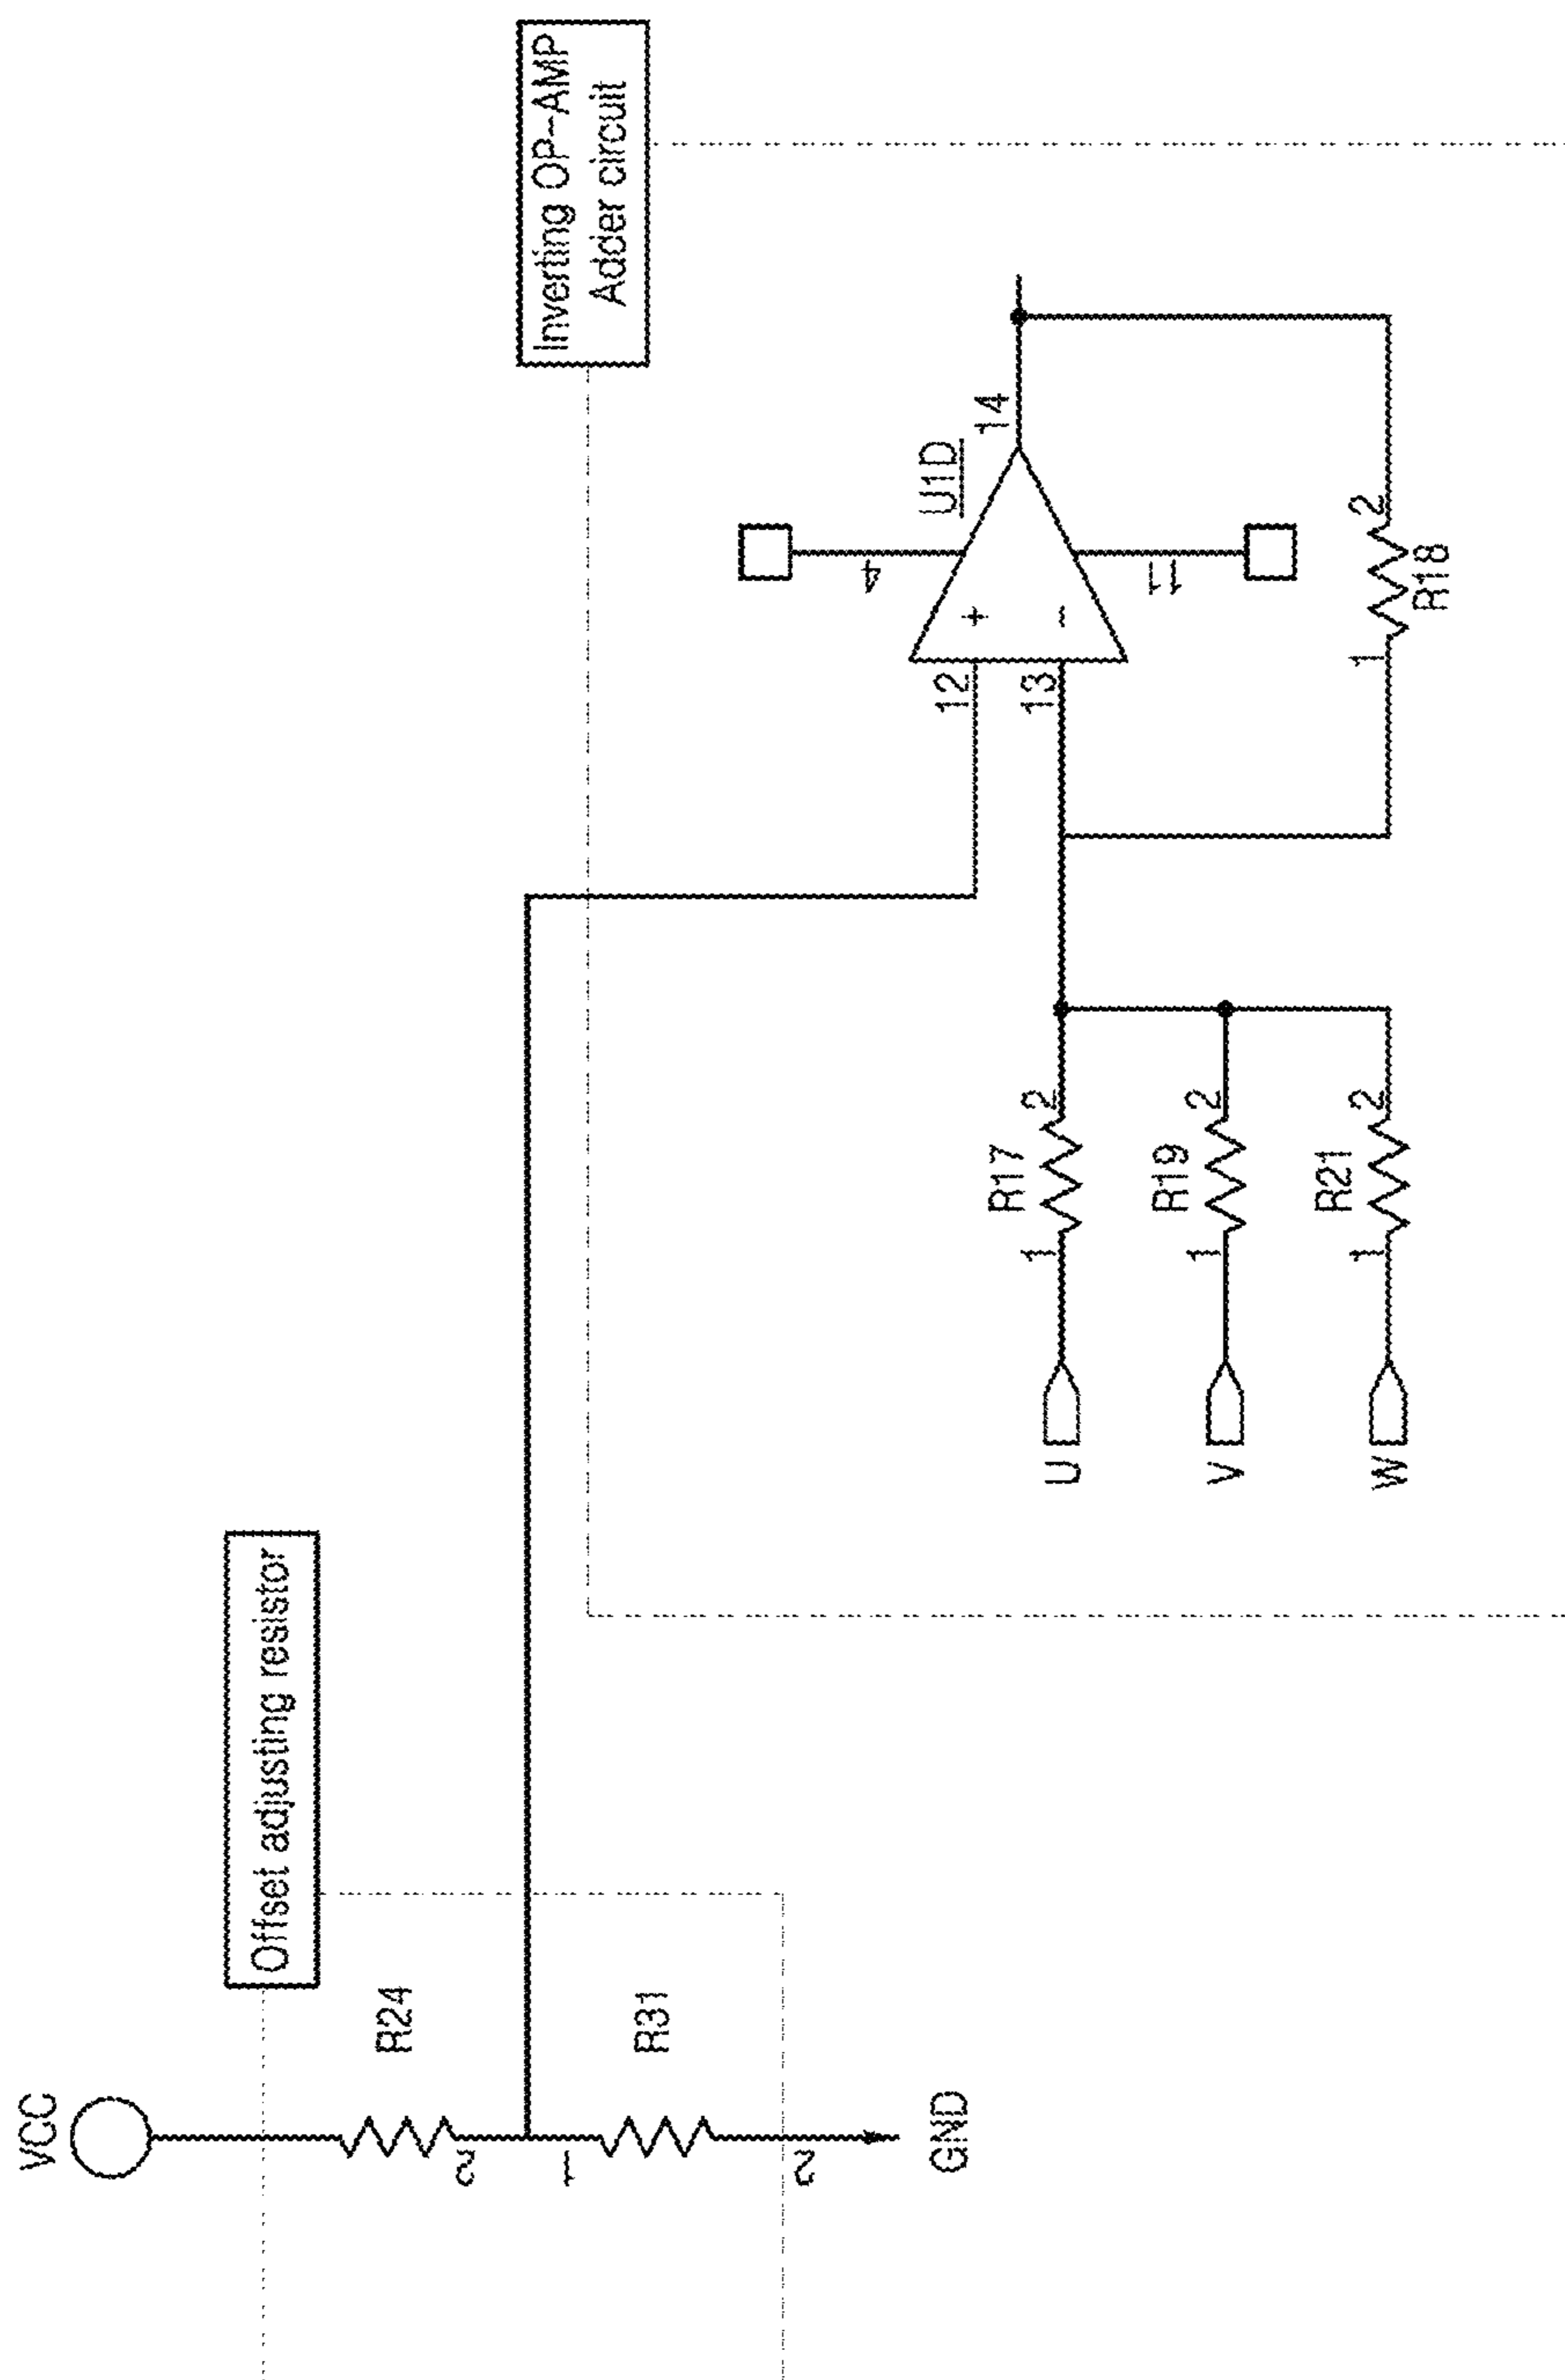 VCC
Offset adjusting resistor
R24
2
1
R31
2
GND
Inverting OP-AMP
Adder circuit
U1D
4
12
+
14
13
-
11
1
2
R18
U
1
R17
2
V
1
R19
2
W
1
R21
2